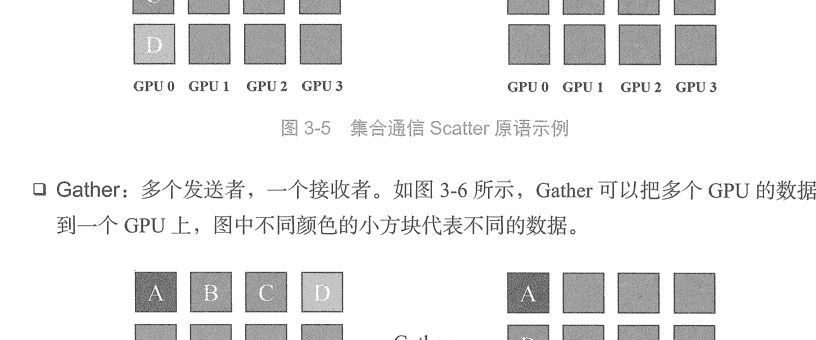 D
GPU 0 GPU 1 GPU 2 GPU 3 GPU 0 GPU 1 GPU 2 GPU 3
图 3-5 集合通信 Scatter 原语示例
❑ Gather：多个发送者，一个接收者。如图 3-6 所示，Gather 可以把多个 GPU 的数据
到一个 GPU 上，图中不同颜色的小方块代表不同的数据。
A B C D A